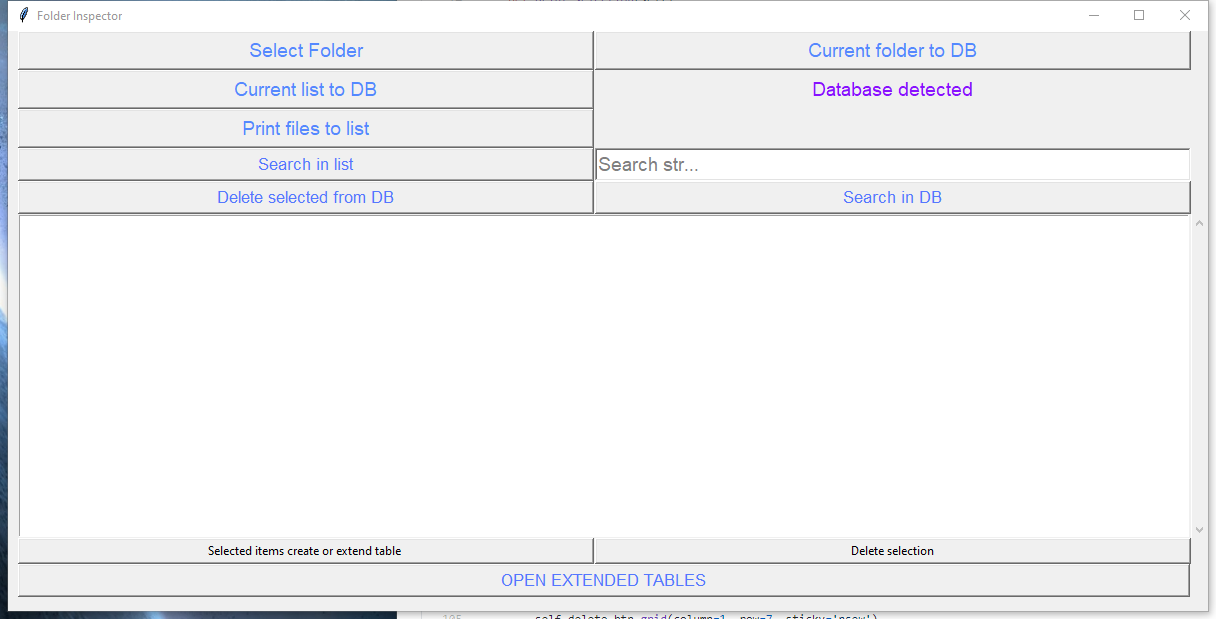 Folder Inspector
Select Folder
Current folder to DB
Current list to DB
Database detected
Print files to list
Search in list
Search str...
Delete selected from DB
Search in DB
Selected items create or extend table
Delete selection
OPEN EXTENDED TABLES
105 self.delete_btn.grid(column=1, row=7, sticky='nsew')